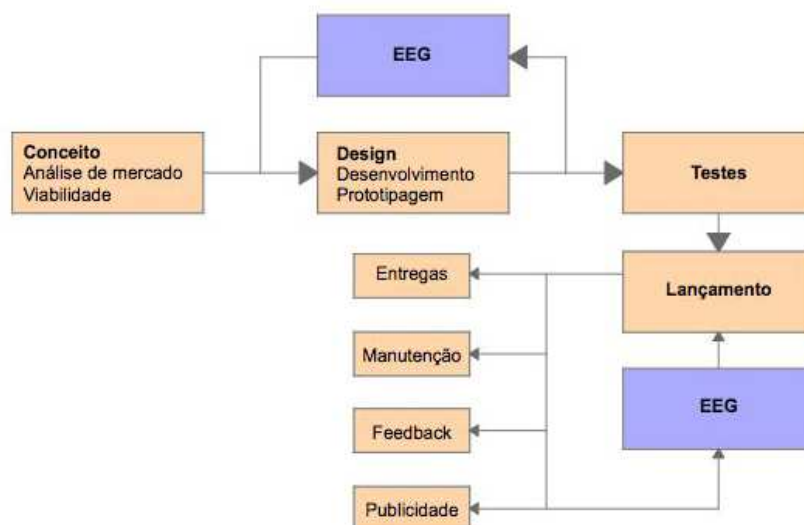 EEG
Conceito
Análise de mercado
Viabilidade
Design
Desenvolvimento
Prototipagem
Testes
Entregas
Lançamento
Manutenção
EEG
Feedback
Publicidade